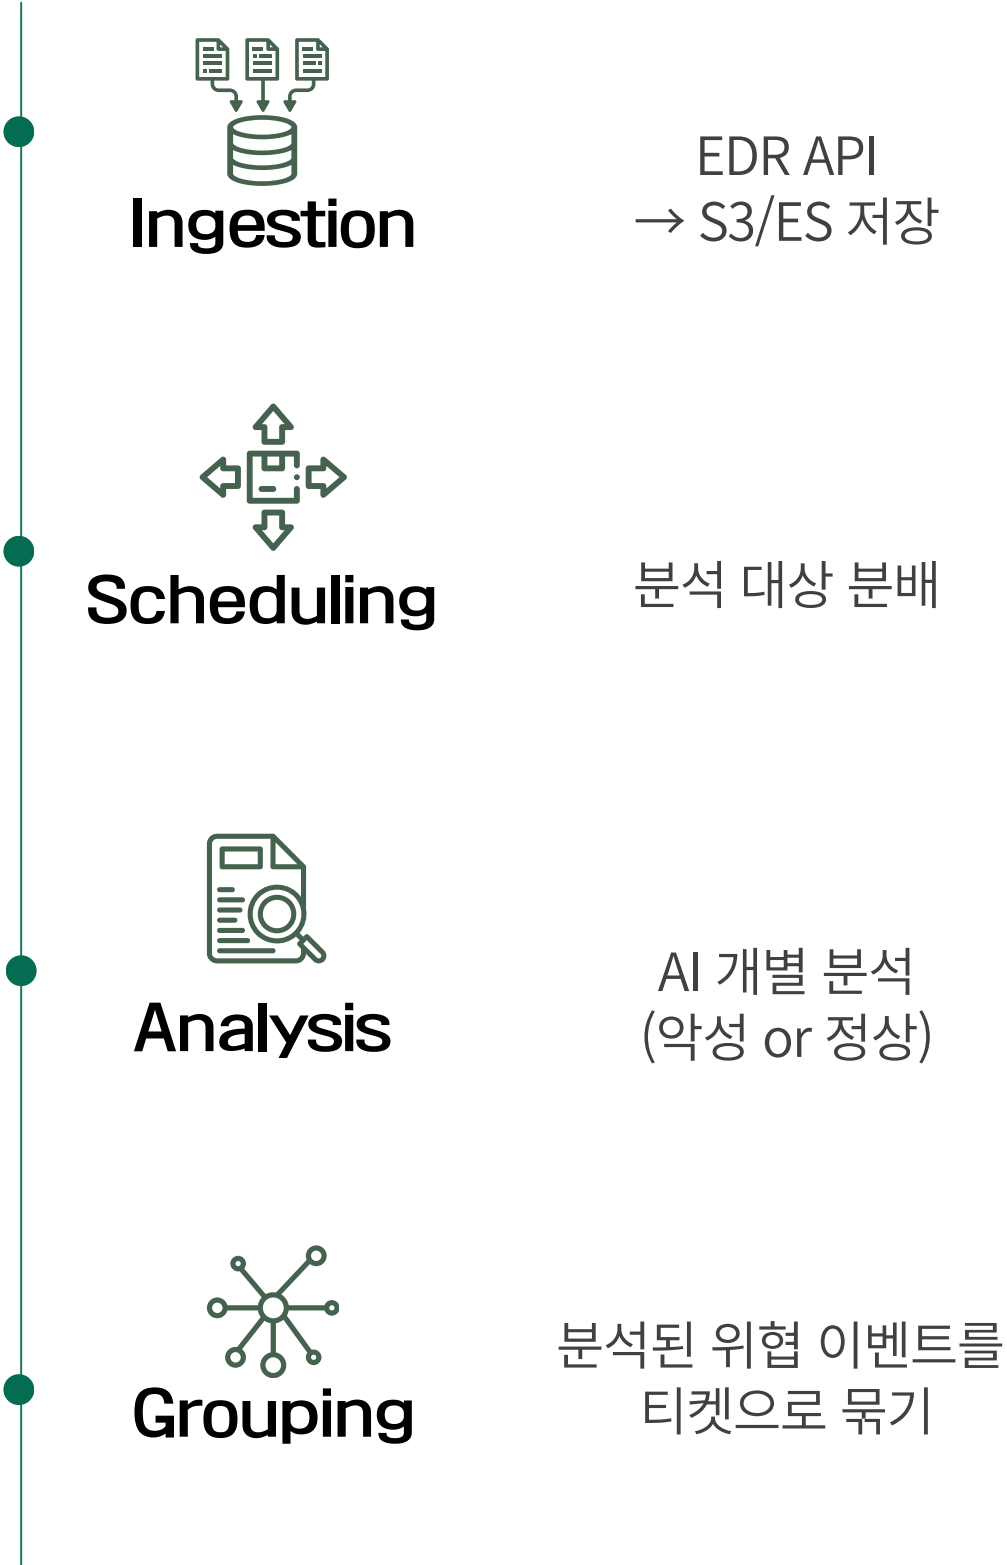 Ingestion
EDR API
→ S3/ES 저장
Scheduling
분석 대상 분배
Analysis
AI 개별 분석
(악성 or 정상)
Grouping
분석된 위협 이벤트를
티켓으로 묶기